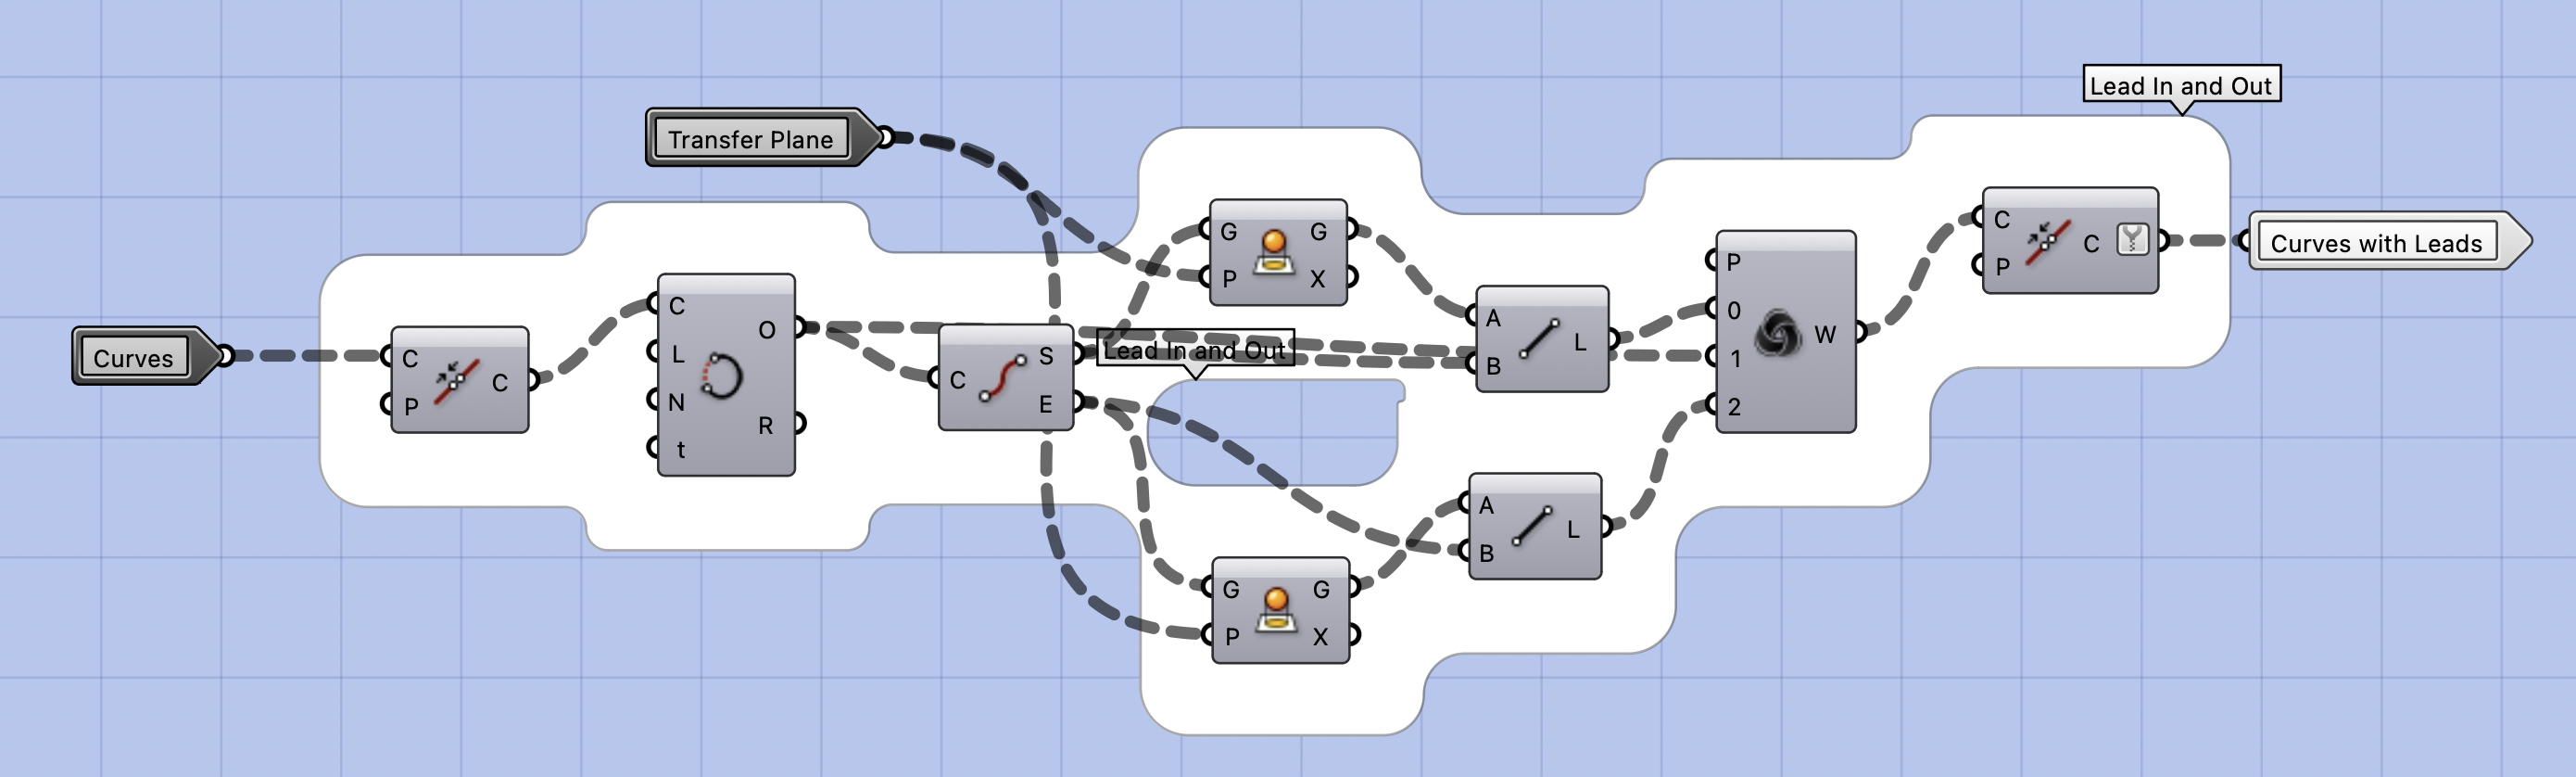 Lead In and Out
Transfer Plane
Curves
C
P
C
C
L
N
t
O
R
C
S
E
Lead In and Out
G
P
G
X
G
P
G
X
A
B
L
A
B
L
P
0
1
2
W
C
P
C
Curves with Leads